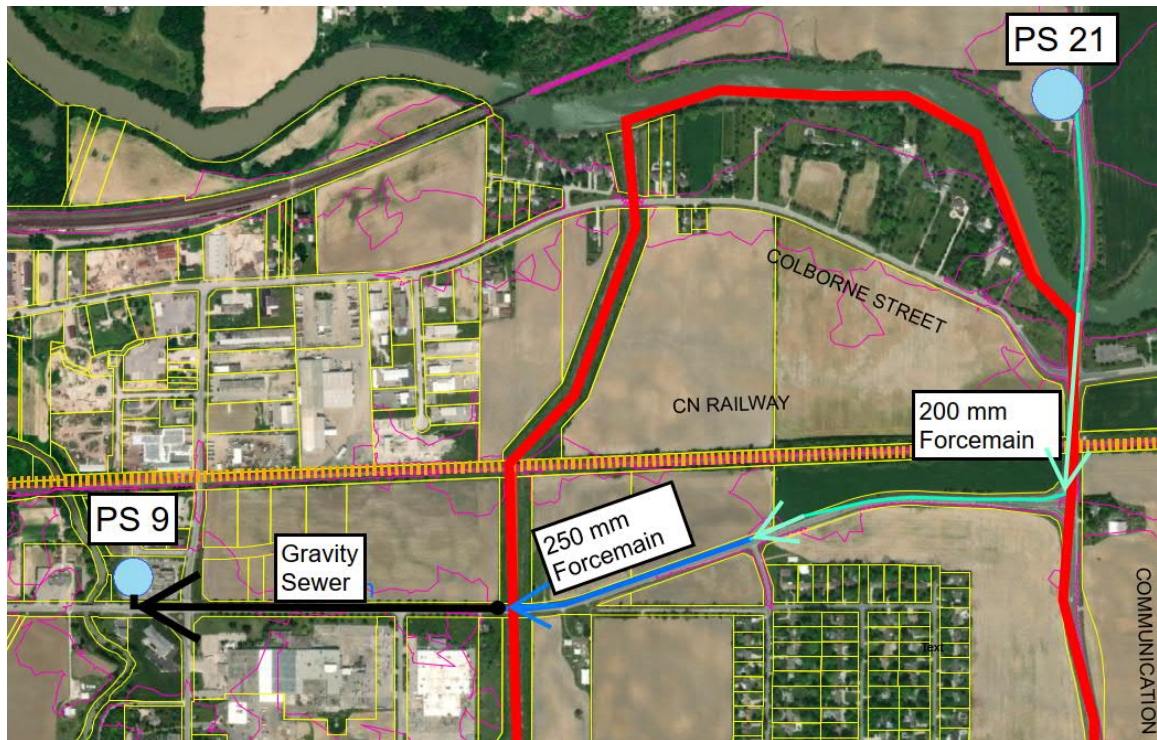 PS 21
COLBORNE STREET
CN RAILWAY
200 mm
Forcemain
PS 9
250 mm
Forcemain
Gravity
Sewer
COMMUNICATION
Text